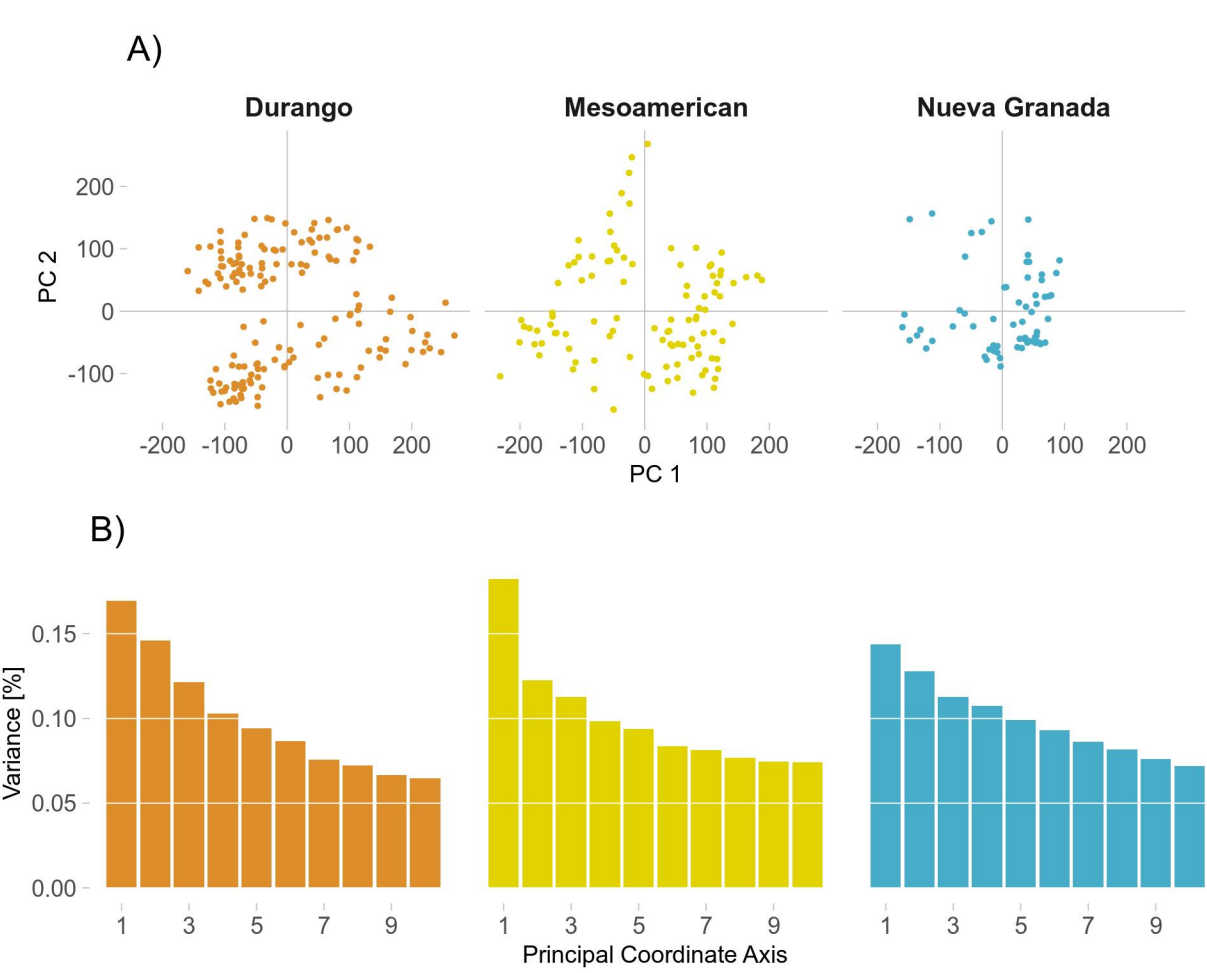 A)
Durango Mesoamerican Nueva Granada
PC 2
200
100
0
-100
-200 -100 0 100 200 -200 -100 0 100 200 -200 -100 0 100 200
PC 1
B)
Variance [%]
0.15
0.10
0.05
0.00
1 3 5 7 9 1 3 5 7 9 1 3 5 7 9
Principal Coordinate Axis